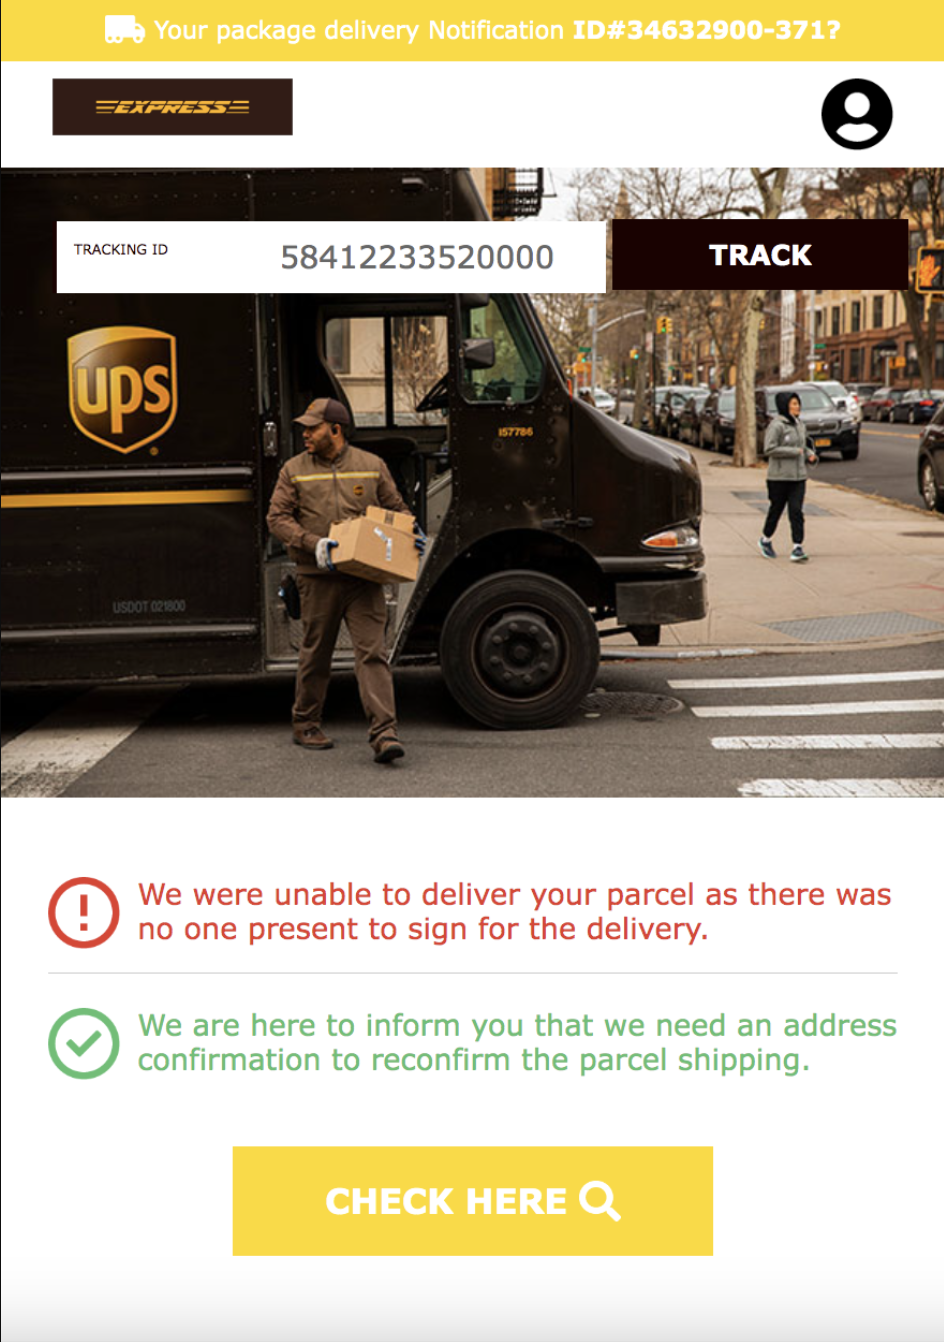 Your package delivery Notification ID#34632900-371?
EXPRESS
TRACKING ID
58412233520000
TRACK
ups
157786
USDOT 021800
We were unable to deliver your parcel as there was
no one present to sign for the delivery.
We are here to inform you that we need an address
confirmation to reconfirm the parcel shipping.
CHECK HERE